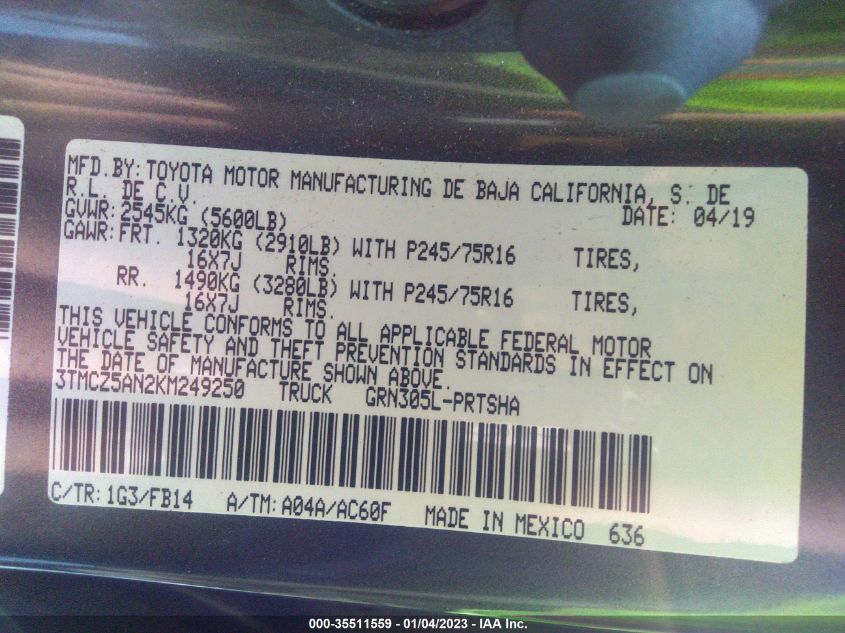 MFD.BY: TOYOTA MOTOR MANUFACTURING DE BAJA CALIFORNIA, S. DE
R.L. DE C.V. DATE: 04/19
GVWR: 2545KG (5600LB)
GAWR: FRT. 1320KG (2910LB) WITH P245/75R16 TIRES,
16X7J RIMS.
RR. 1490KG (3280LB) WITH P245/75R16 TIRES,
16X7J RIMS.
THIS VEHICLE CONFORMS TO ALL APPLICABLE FEDERAL MOTOR
VEHICLE SAFETY AND THEFT PREVENTION STANDARDS IN EFFECT ON
THE DATE OF MANUFACTURE SHOWN ABOVE.
3TMCZ5AN2KM249250 TRUCK GRN305L-PRTSHA
C/TR: 1G3/FB14 A/TM: A04A/AC60F MADE IN MEXICO 636
000-35511559 - 01/04/2023 - IAA Inc.